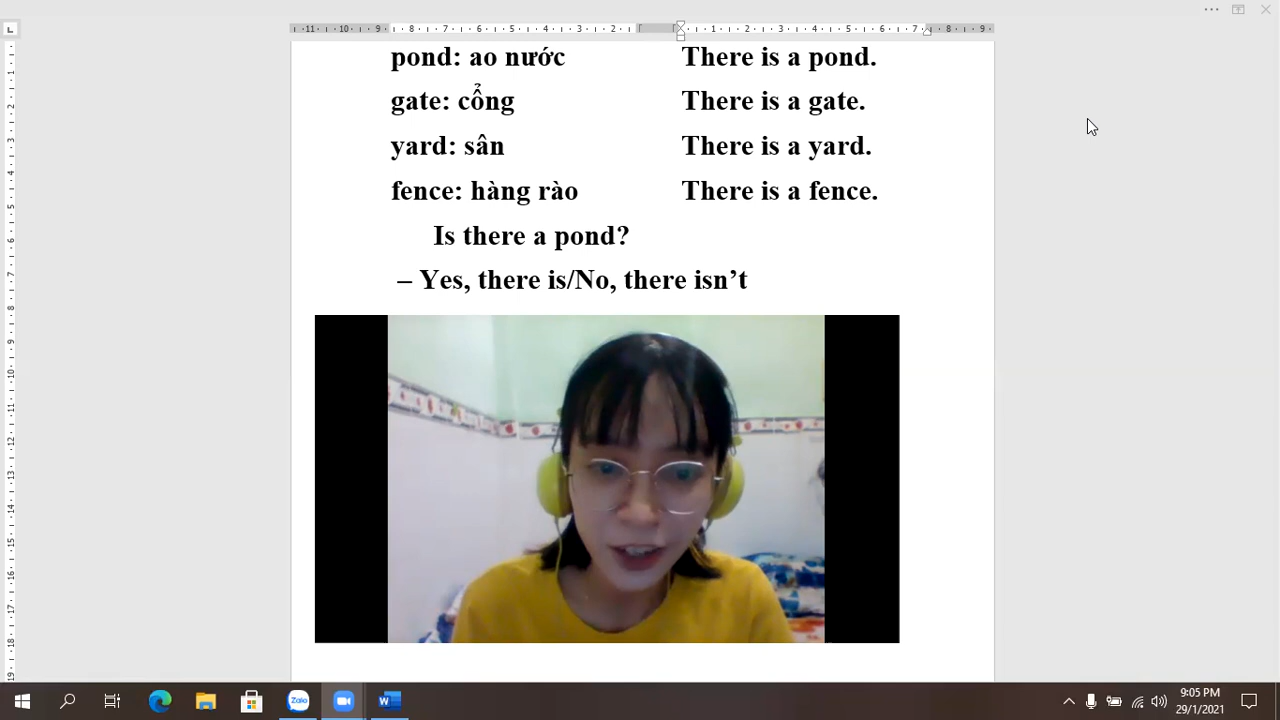 pond: ao nước There is a pond.
gate: cổng There is a gate.
yard: sân There is a yard.
fence: hàng rào There is a fence.
Is there a pond?
– Yes, there is/No, there isn’t
Zalo
9:05 PM
29/1/2021